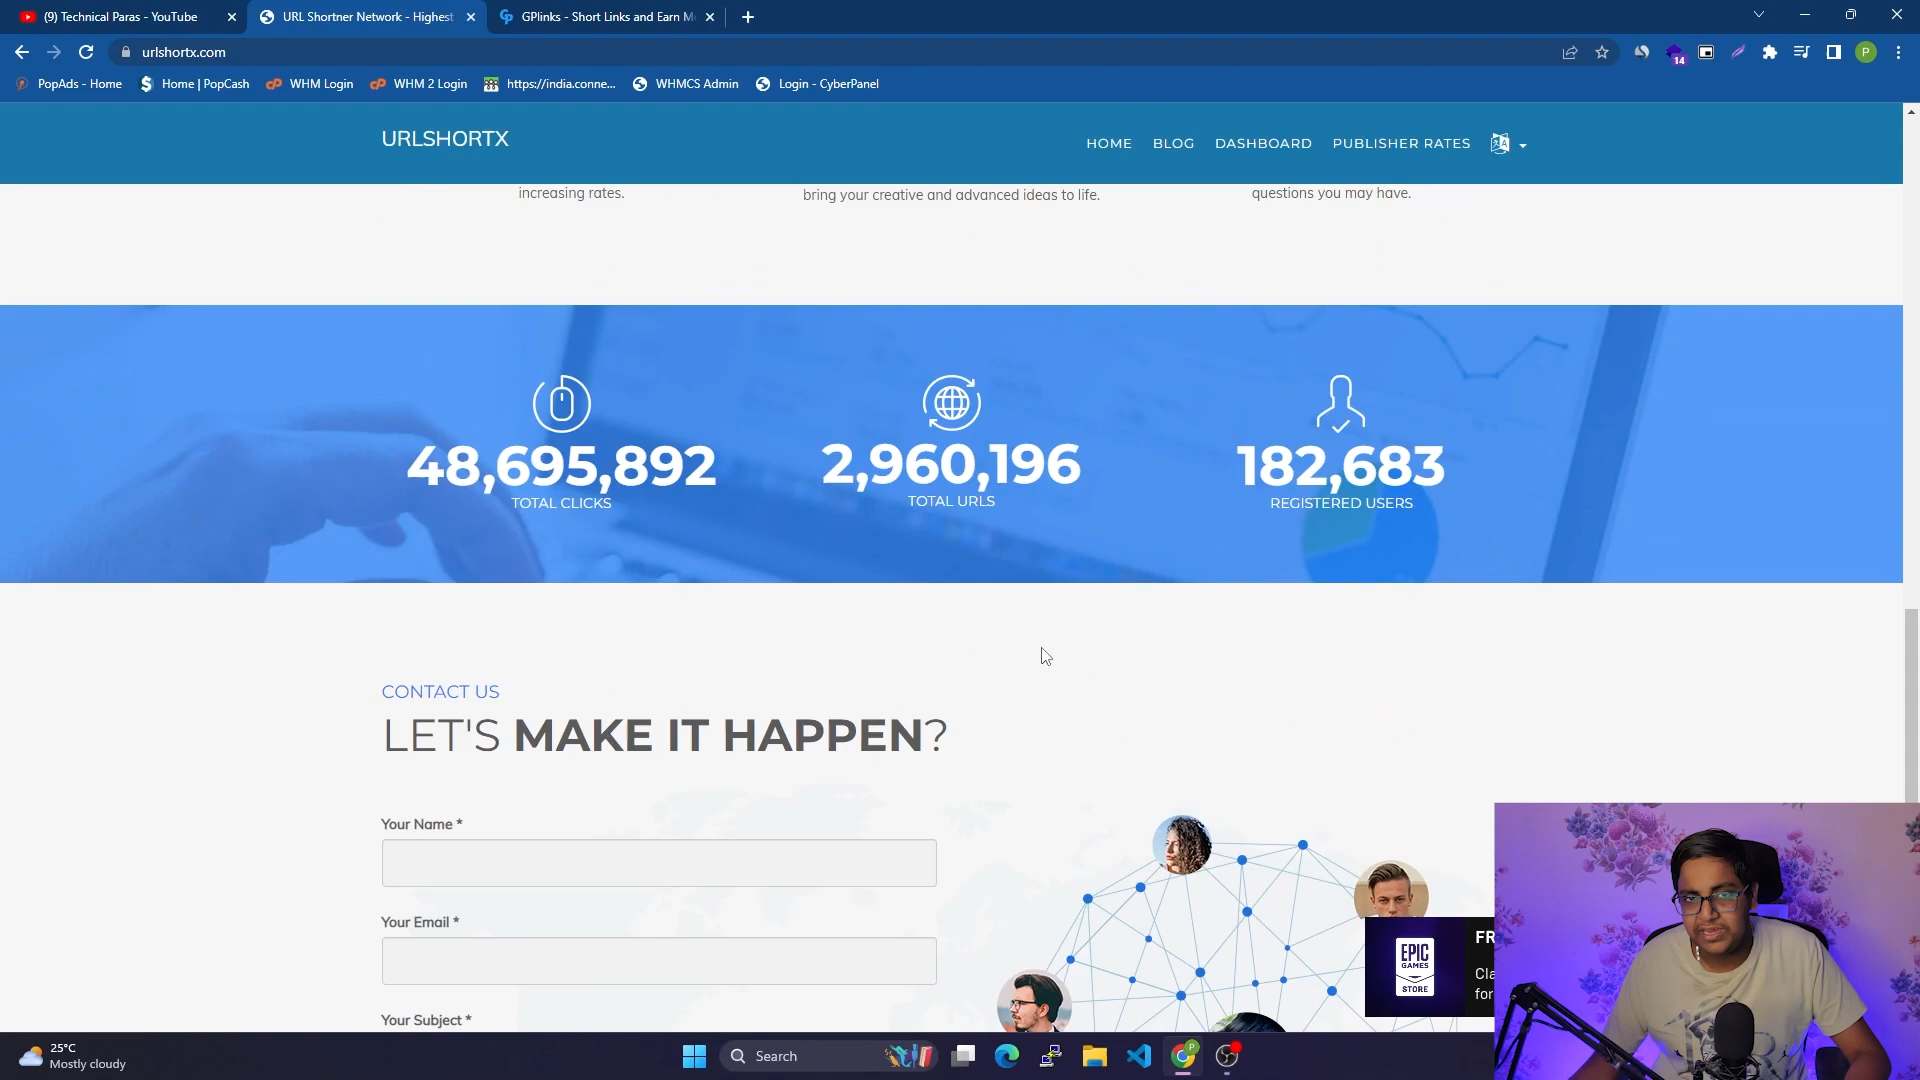 (9) Technical Paras - YouTube
URL Shortner Network - Highest
GPlinks - Short Links and Earn M
urlshortx.com
14
P
PopAds - Home
Home | PopCash
WHM Login
WHM 2 Login
https://india.conne...
WHMCS Admin
Login - CyberPanel
URLSHORTX
HOME
BLOG
DASHBOARD
PUBLISHER RATES
increasing rates.
bring your creative and advanced ideas to life.
questions you may have.
48,695,892
TOTAL CLICKS
2,960,196
TOTAL URLS
182,683
REGISTERED USERS
CONTACT US
LET'S MAKE IT HAPPEN?
Your Name *
Your Email *
Your Subject *
EPIC
GAMES
STORE
FR
Cla
for
25°C
Mostly cloudy
Search